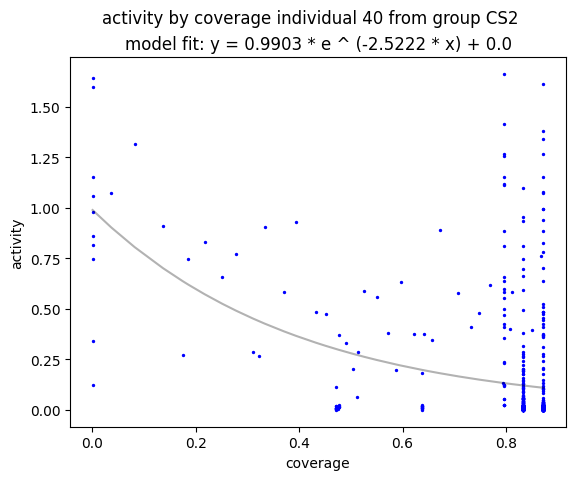 activity by coverage individual 40 from group CS2
model fit: y = 0.9903 * e ^ (-2.5222 * x) + 0.0
1.50
1.25
1.00
0.75
0.50
0.25
0.00
activity
0.0 0.2 0.4 0.6 0.8
coverage